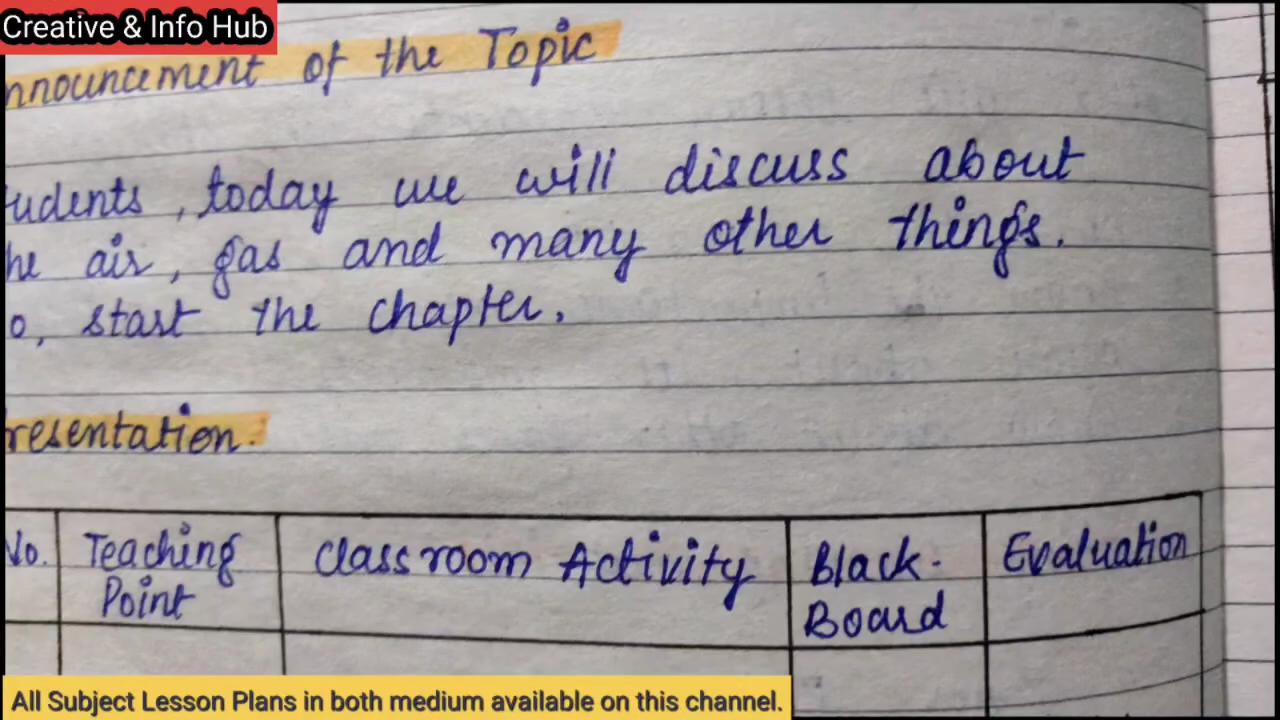 Creative & Info Hub
nnouncement of the Topic
udents, today we will discuss about
he air, gas and many other things.
o, start the chapter.
resentation.
No. Teaching Point Classroom Activity Black-Board Evaluation
All Subject Lesson Plans in both medium available on this channel.